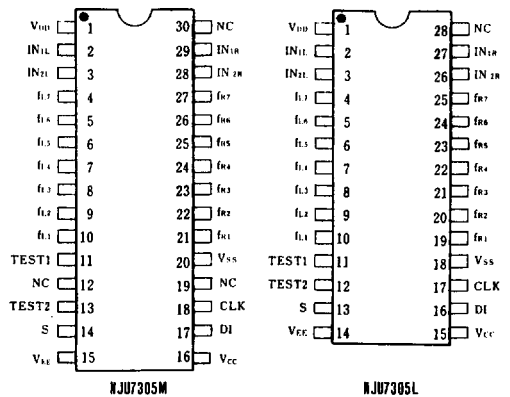 VDD 1 30 NC
IN1L 2 29 IN1R
IN2L 3 28 IN2R
fL7 4 27 fR7
fL6 5 26 fR6
fL5 6 25 fR5
fL4 7 24 fR4
fL3 8 23 fR3
fL2 9 22 fR2
fL1 10 21 fR1
TEST1 11 20 VSS
NC 12 19 NC
TEST2 13 18 CLK
S 14 17 DI
VEE 15 16 VCC
NJU7305M
VDD 1 28 NC
IN1L 2 27 IN1R
IN2L 3 26 IN2R
fL7 4 25 fR7
fL6 5 24 fR6
fL5 6 23 fR5
fL4 7 22 fR4
fL3 8 21 fR3
fL2 9 20 fR2
fL1 10 19 fR1
TEST1 11 18 VSS
TEST2 12 17 CLK
S 13 16 DI
VEE 14 15 VCC
NJU7305L